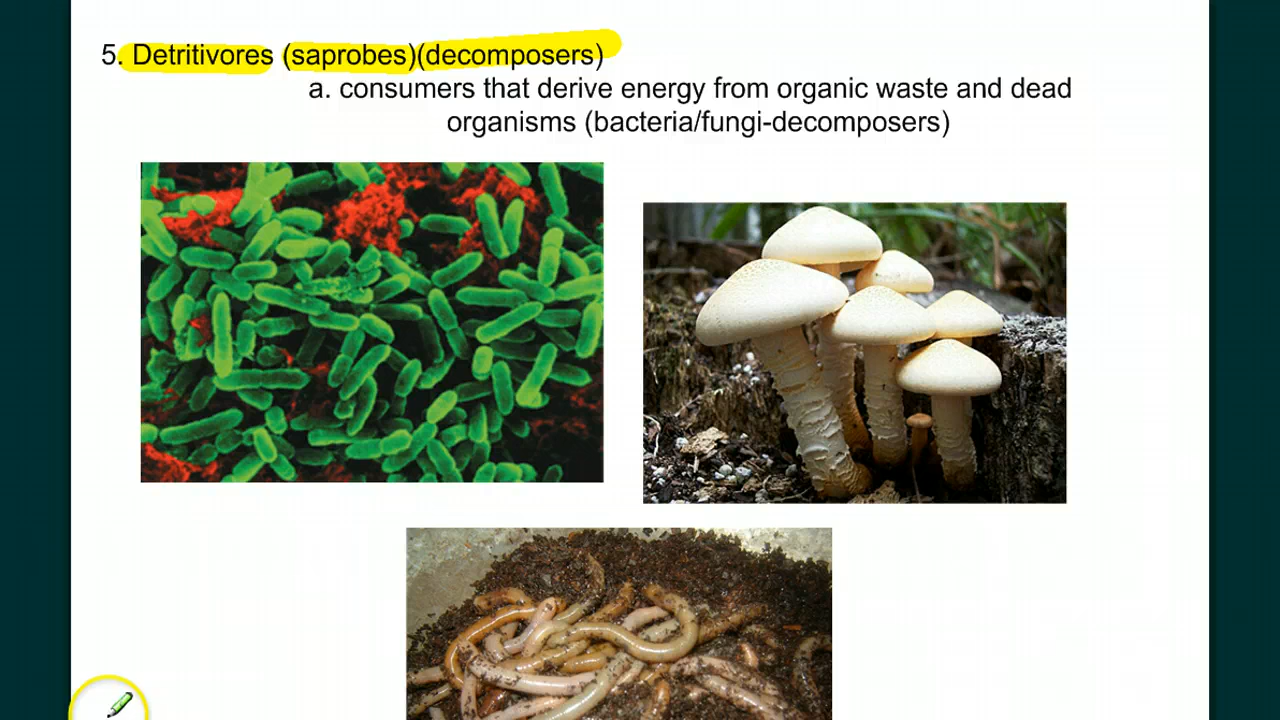 5. Detritivores (saprobes)(decomposers)
a. consumers that derive energy from organic waste and dead
organisms (bacteria/fungi-decomposers)